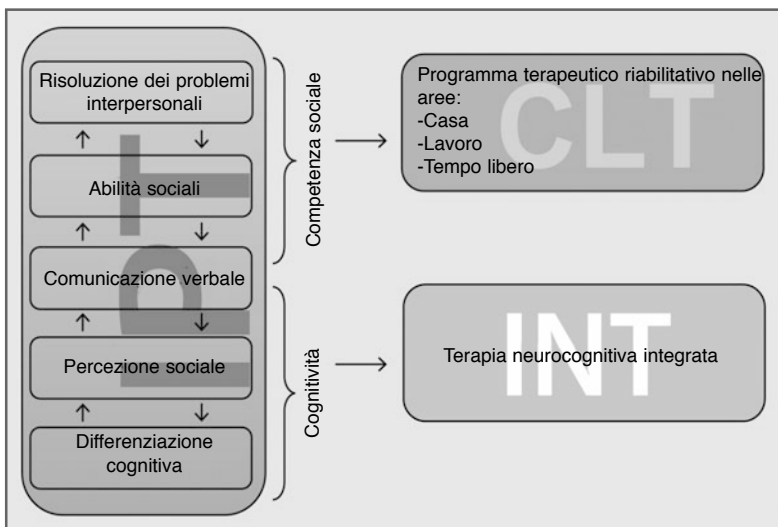 Risoluzione dei problemi
interpersonali
Abilità sociali
Comunicazione verbale
Percezione sociale
Differenziazione
cognitiva
IPT
Competenza sociale
Cognitività
Programma terapeutico riabilitativo nelle
aree:
-Casa
-Lavoro
-Tempo libero
CLT
Terapia neurocognitiva integrata
INT